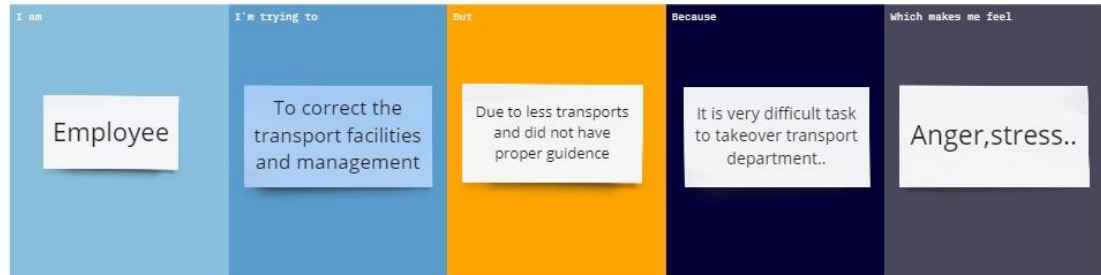 I am
I'm trying to
But
Because
Which makes me feel
Employee
To correct the
transport facilities
and management
Due to less transports
and did not have
proper guidence
It is very difficult task
to takeover transport
department..
Anger,stress..